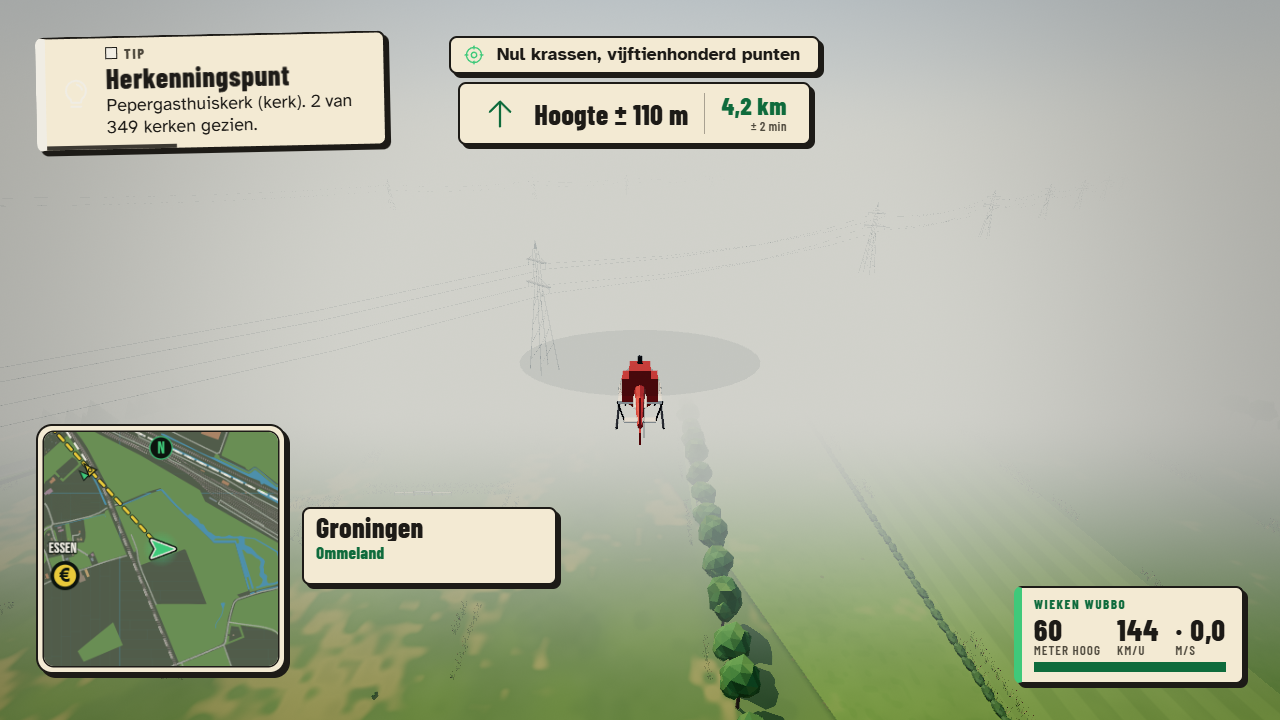 TIP
Herkenningspunt
Pepergasthuiskerk (kerk). 2 van
349 kerken gezien.
Nul krassen, vijftienhonderd punten
Hoogte ± 110 m
4,2 km
± 2 min
N
ESSEN
€
Groningen
Ommeland
WIEKEN WUBBO
60 144 · 0,0
METER HOOG KM/U M/S